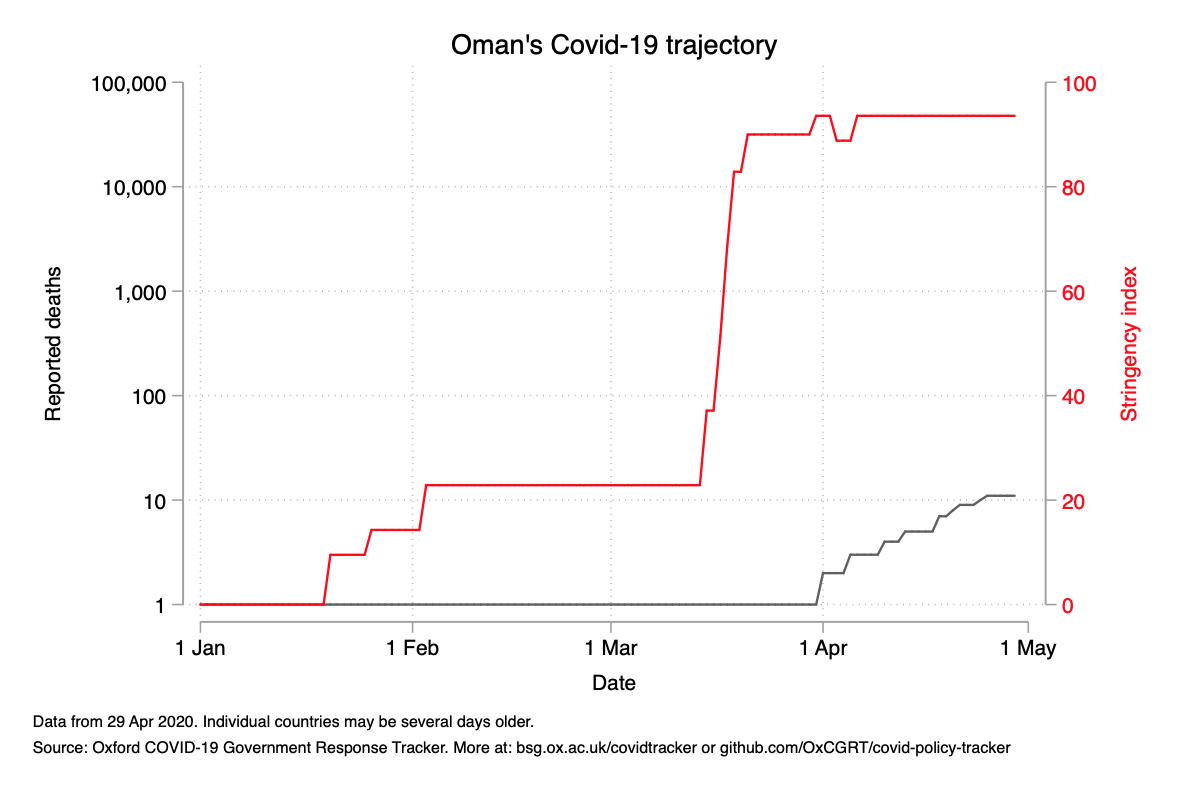 Oman's Covid-19 trajectory
100,000
10,000
1,000
100
10
1
Reported deaths
100
80
60
40
20
0
Stringency index
1 Jan
1 Feb
1 Mar
1 Apr
1 May
Date
Data from 29 Apr 2020. Individual countries may be several days older.
Source: Oxford COVID-19 Government Response Tracker. More at: bsg.ox.ac.uk/covidtracker or github.com/OxCGRT/covid-policy-tracker